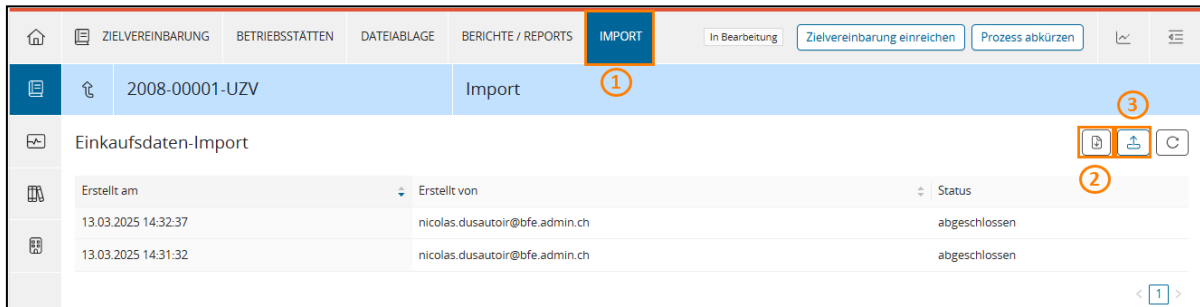 ZIELVEREINBARUNG BETRIEBSSTÄTTEN DATEIABLAGE BERICHTE / REPORTS IMPORT In Bearbeitung Zielvereinbarung einreichen Prozess abkürzen
1
2008-00001-UZV Import
3
Einkaufsdaten-Import
2
Erstellt am Erstellt von Status
13.03.2025 14:32:37 nicolas.dusautoir@bfe.admin.ch abgeschlossen
13.03.2025 14:31:32 nicolas.dusautoir@bfe.admin.ch abgeschlossen
< 1 >